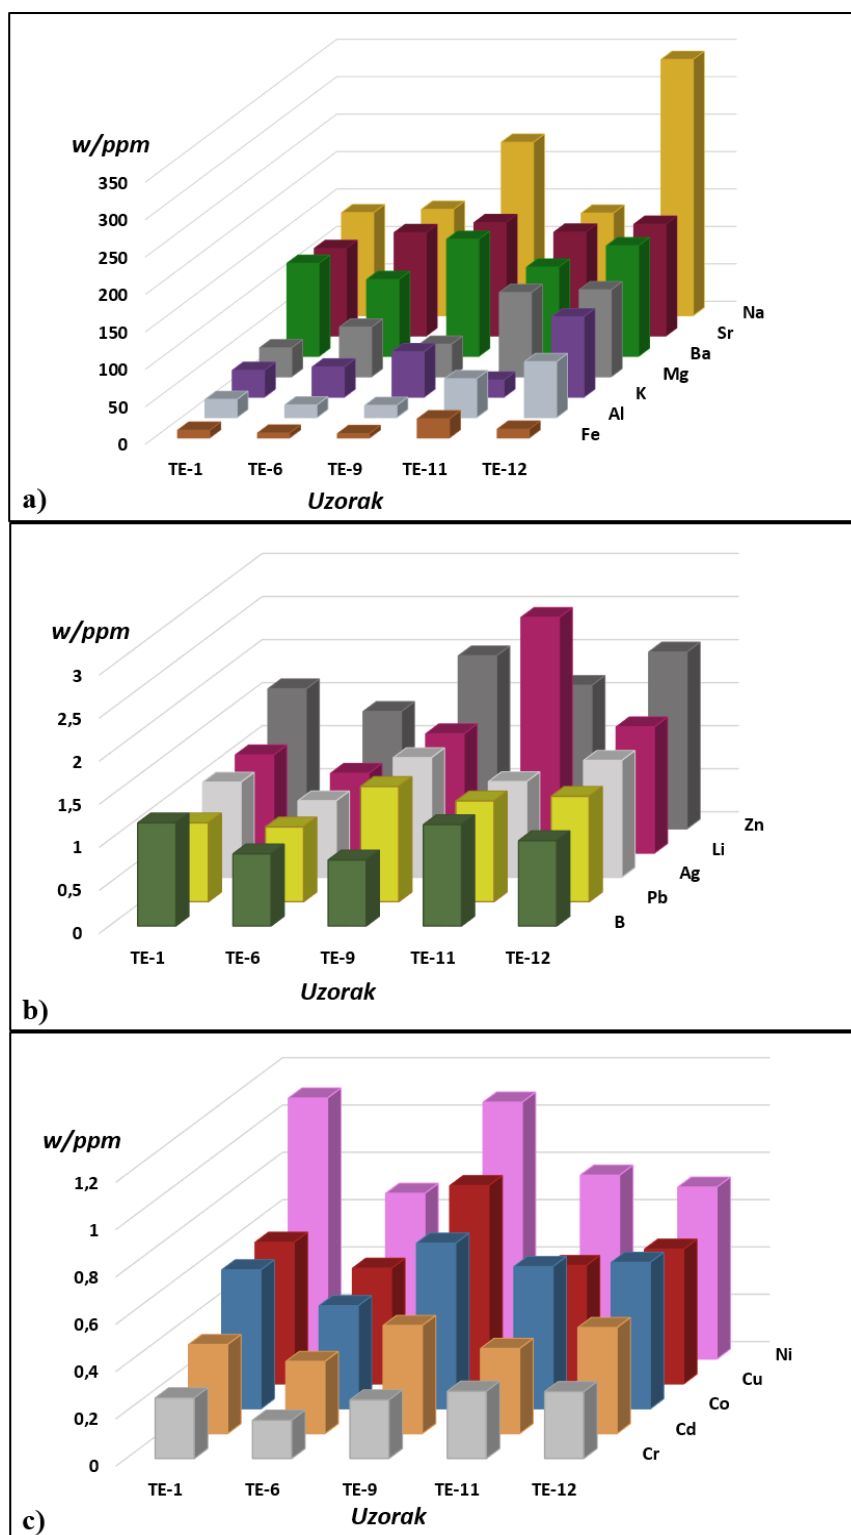 w/ppm
350
300
250
200
150
100
50
0
Na
Sr
Ba
Mg
K
Al
Fe
TE-1 TE-6 TE-9 TE-11 TE-12
Uzorak
a)
w/ppm
3
2,5
2
1,5
1
0,5
0
Zn
Li
Ag
Pb
B
TE-1 TE-6 TE-9 TE-11 TE-12
Uzorak
b)
w/ppm
1,2
1
0,8
0,6
0,4
0,2
0
Ni
Cu
Co
Cd
Cr
TE-1 TE-6 TE-9 TE-11 TE-12
Uzorak
c)